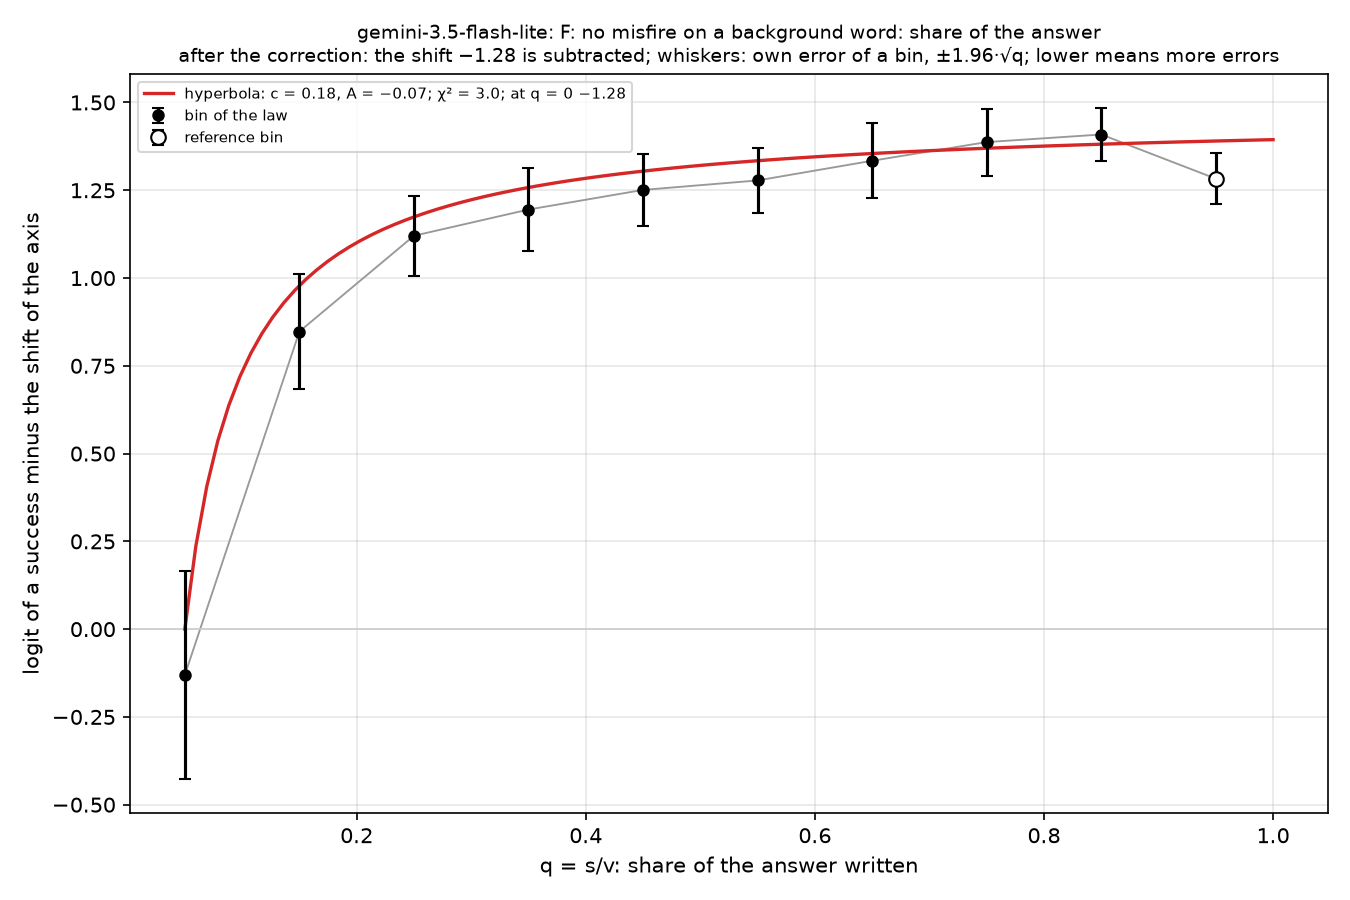 gemini-3.5-flash-lite: F: no misfire on a background word: share of the answer
after the correction: the shift −1.28 is subtracted; whiskers: own error of a bin, ±1.96·√q; lower means more errors
hyperbola: c = 0.18, A = −0.07; χ² = 3.0; at q = 0 −1.28
bin of the law
reference bin
logit of a success minus the shift of the axis
1.50
1.25
1.00
0.75
0.50
0.25
0.00
−0.25
−0.50
0.2
0.4
0.6
0.8
1.0
q = s/v: share of the answer written